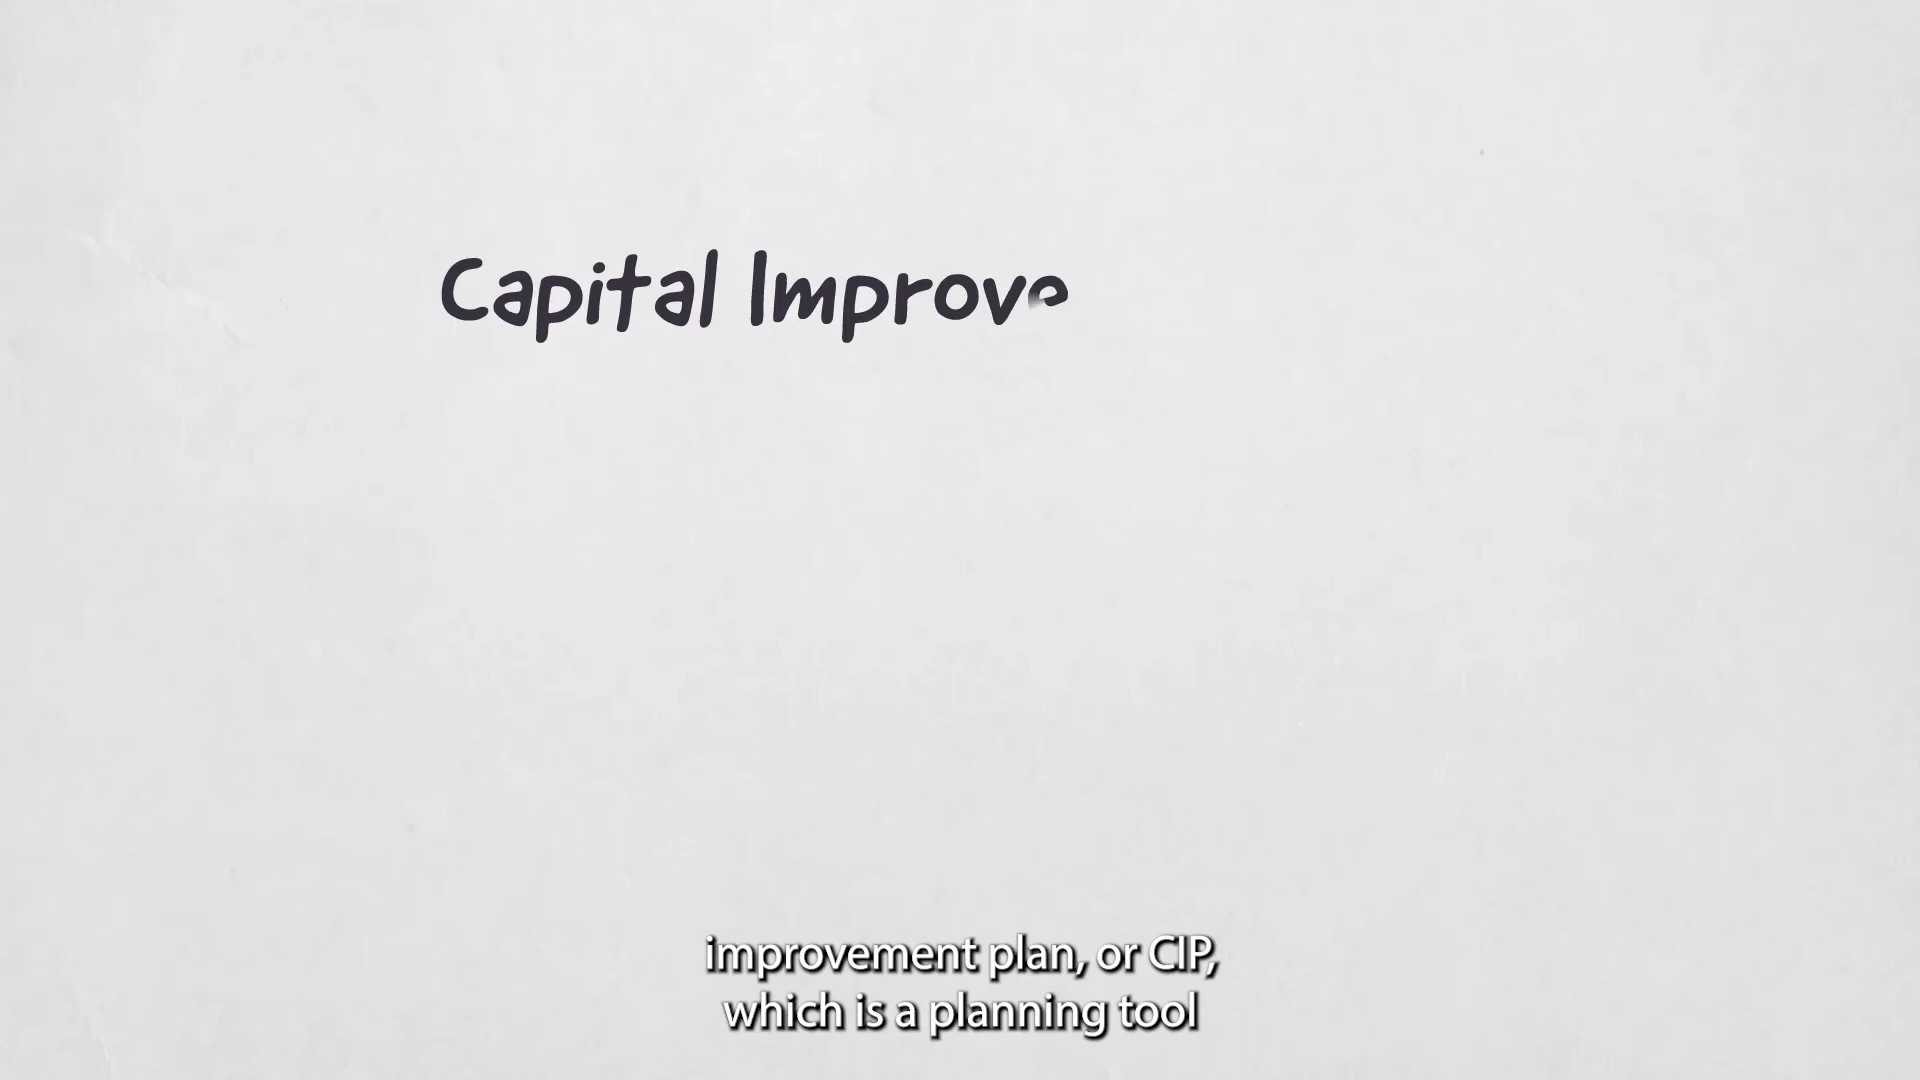 Capital Improve
improvement plan, or CIP,
which is a planning tool